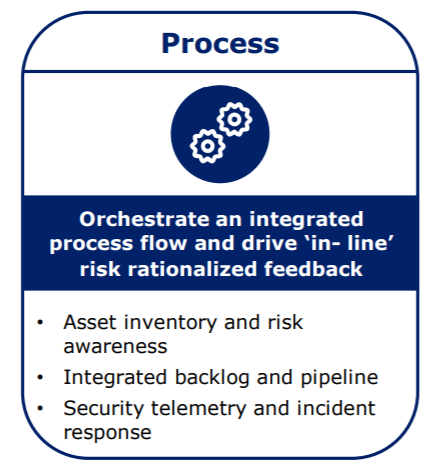 Process
Orchestrate an integrated
process flow and drive ‘in- line’
risk rationalized feedback
• Asset inventory and risk
awareness
• Integrated backlog and pipeline
• Security telemetry and incident
response